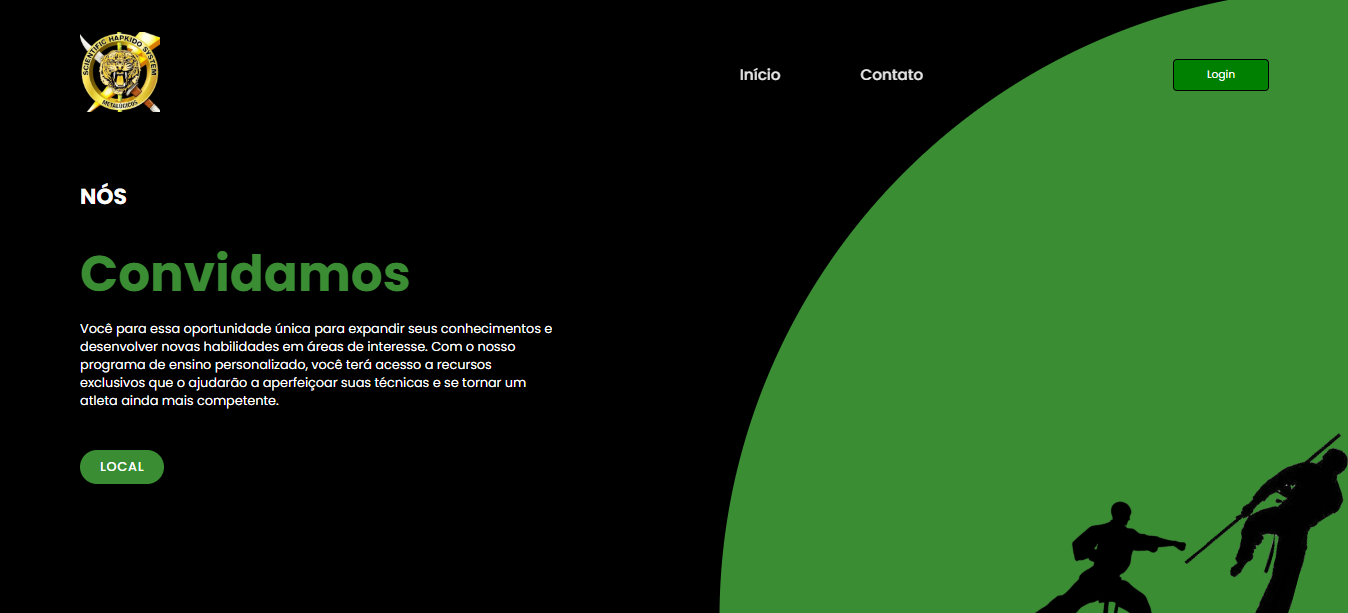 SCIENTIFIC HAPKIDO SYSTEM
METALÚRGICOS
Início
Contato
Login
NÓS
Convidamos
Você para essa oportunidade única para expandir seus conhecimentos e
desenvolver novas habilidades em áreas de interesse. Com o nosso
programa de ensino personalizado, você terá acesso a recursos
exclusivos que o ajudarão a aperfeiçoar suas técnicas e se tornar um
atleta ainda mais competente.
LOCAL